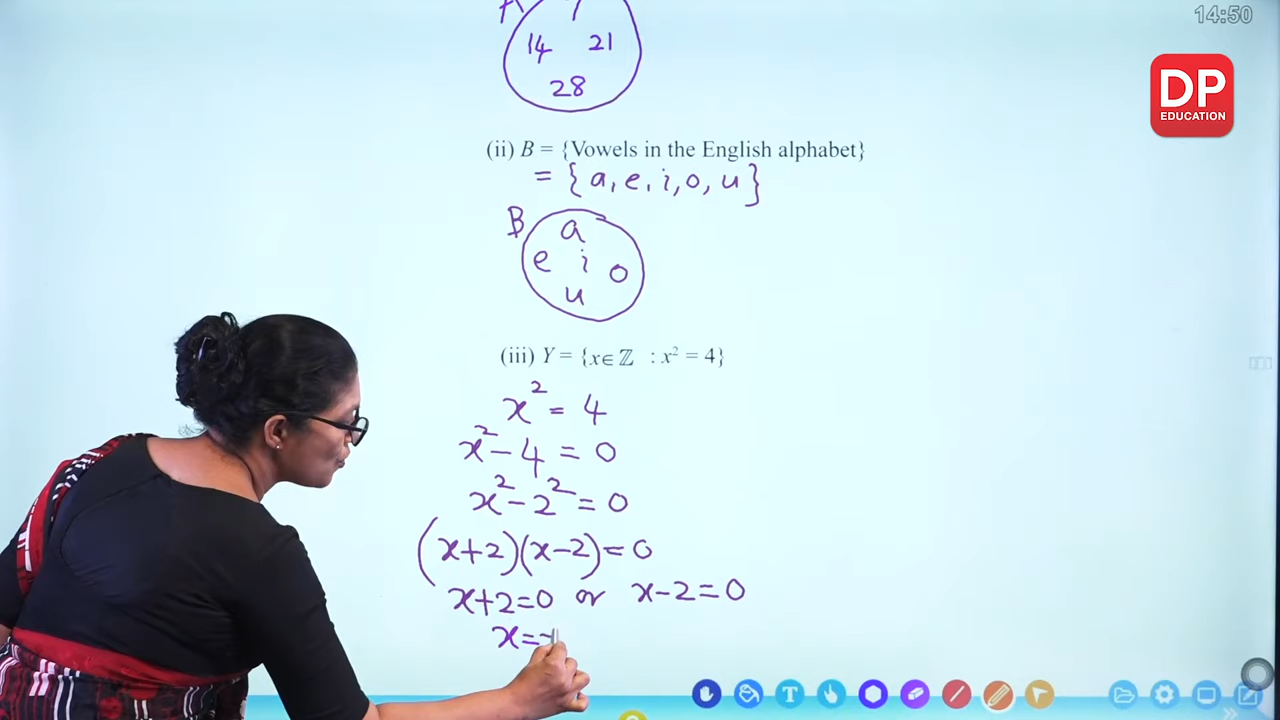 14:50
DP
EDUCATION
A 7
14 21
28
(ii) B = {Vowels in the English alphabet}
= {a, e, i, o, u}
B a
e i o
u
(iii) Y = {x∈ ℤ : x² = 4}
x² = 4
x² - 4 = 0
x² - 2² = 0
(x+2)(x-2) = 0
x+2=0 or x-2=0
x=-
T